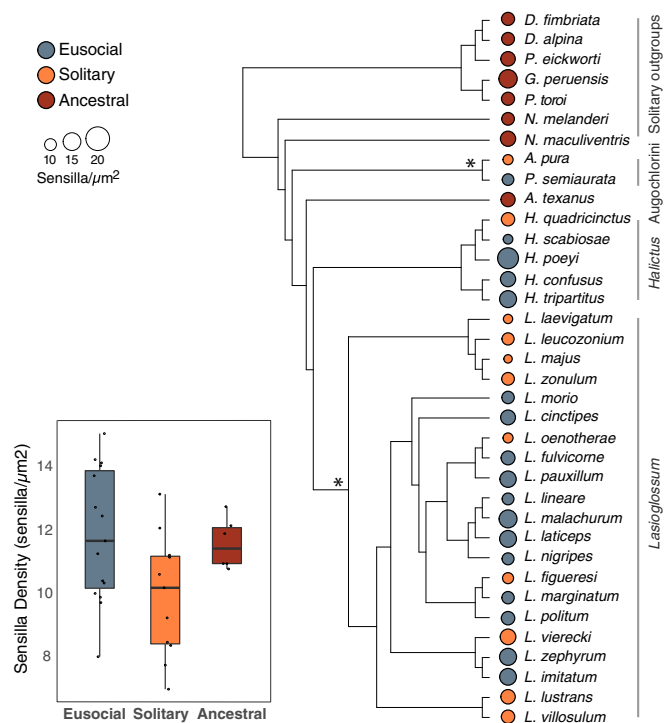 Eusocial
Solitary
Ancestral
10 15 20
Sensilla/µm²
D. fimbriata
D. alpina
P. eickworti
G. peruensis
P. toroi
N. melanderi
N. maculiventris
* A. pura
P. semiaurata
A. texanus
H. quadricinctus
H. scabiosae
H. poeyi
H. confusus
H. tripartitus
L. laevigatum
L. leucozonium
L. majus
L. zonulum
L. morio
L. cinctipes
L. oenotherae
L. fulvicorne
L. pauxillum
*
L. lineare
L. malachurum
L. laticeps
L. nigripes
L. figueresi
L. marginatum
L. politum
L. vierecki
L. zephyrum
L. imitatum
L. lustrans
L. villosulum
Solitary outgroups
Augochlorini
Halictus
Lasioglossum
Sensilla Density (sensilla/µm2)
14
12
10
8
Eusocial Solitary Ancestral